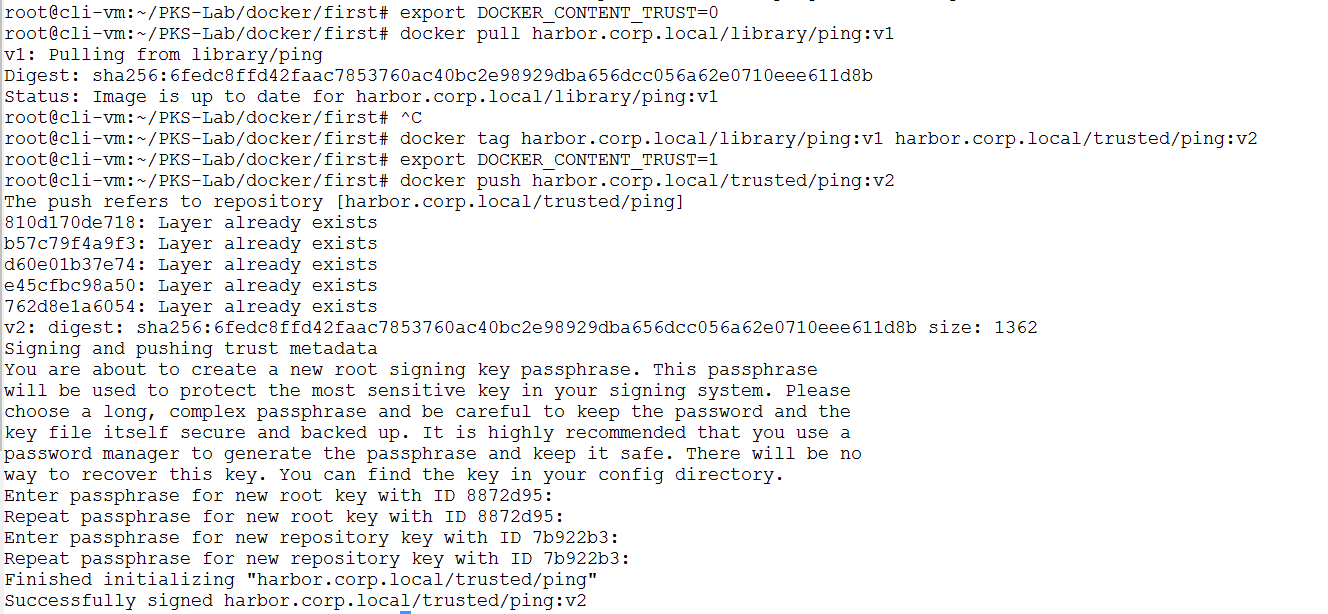 root@cli-vm:~/PKS-Lab/docker/first# export DOCKER_CONTENT_TRUST=0
root@cli-vm:~/PKS-Lab/docker/first# docker pull harbor.corp.local/library/ping:v1
v1: Pulling from library/ping
Digest: sha256:6fedc8ffd42faac7853760ac40bc2e98929dba656dcc056a62e0710eee611d8b
Status: Image is up to date for harbor.corp.local/library/ping:v1
root@cli-vm:~/PKS-Lab/docker/first# ^C
root@cli-vm:~/PKS-Lab/docker/first# docker tag harbor.corp.local/library/ping:v1 harbor.corp.local/trusted/ping:v2
root@cli-vm:~/PKS-Lab/docker/first# export DOCKER_CONTENT_TRUST=1
root@cli-vm:~/PKS-Lab/docker/first# docker push harbor.corp.local/trusted/ping:v2
The push refers to repository [harbor.corp.local/trusted/ping]
810d170de718: Layer already exists
b57c79f4a9f3: Layer already exists
d60e01b37e74: Layer already exists
e45cfbc98a50: Layer already exists
762d8e1a6054: Layer already exists
v2: digest: sha256:6fedc8ffd42faac7853760ac40bc2e98929dba656dcc056a62e0710eee611d8b size: 1362
Signing and pushing trust metadata
You are about to create a new root signing key passphrase. This passphrase
will be used to protect the most sensitive key in your signing system. Please
choose a long, complex passphrase and be careful to keep the password and the
key file itself secure and backed up. It is highly recommended that you use a
password manager to generate the passphrase and keep it safe. There will be no
way to recover this key. You can find the key in your config directory.
Enter passphrase for new root key with ID 8872d95:
Repeat passphrase for new root key with ID 8872d95:
Enter passphrase for new repository key with ID 7b922b3:
Repeat passphrase for new repository key with ID 7b922b3:
Finished initializing "harbor.corp.local/trusted/ping"
Successfully signed harbor.corp.local/trusted/ping:v2